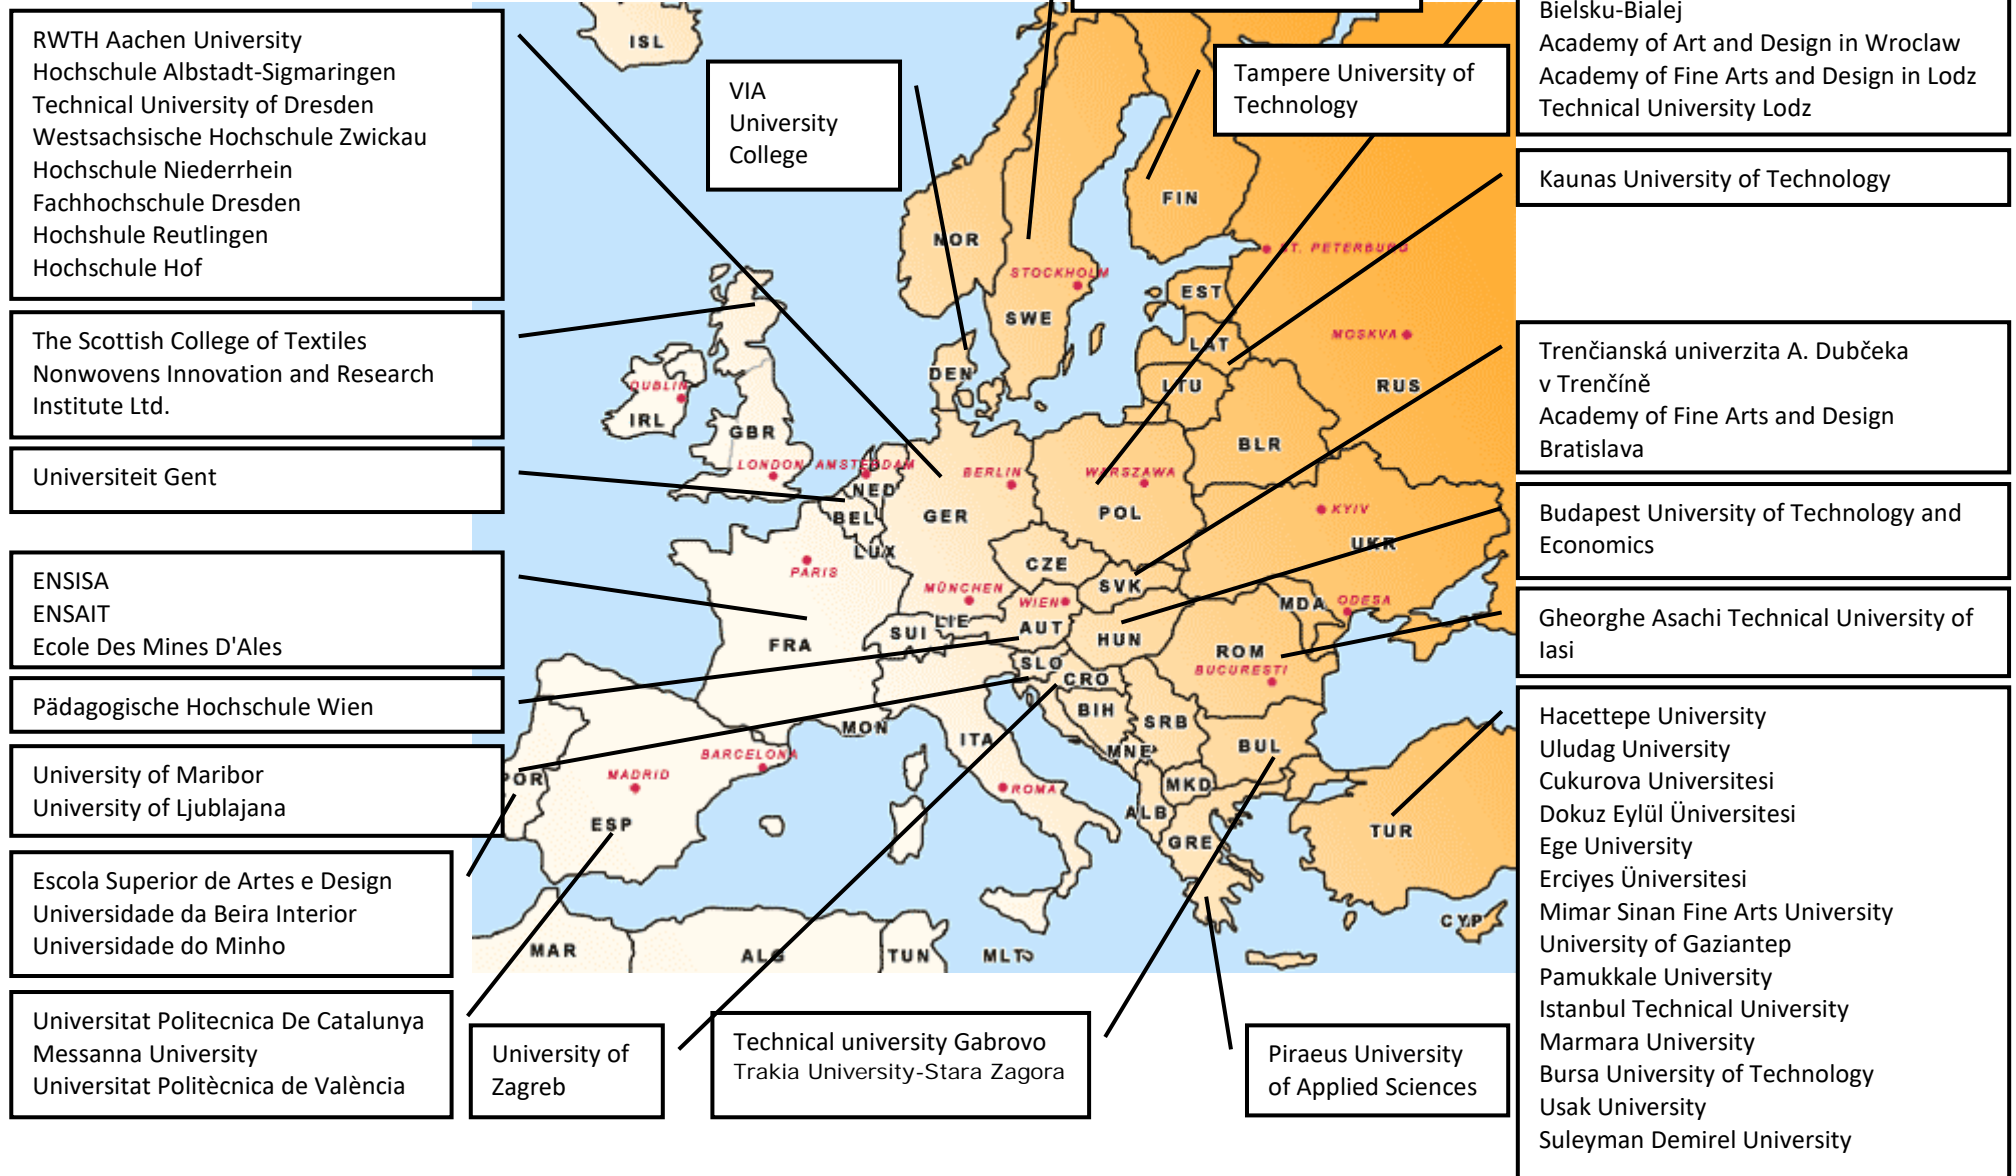 RWTH Aachen University
Hochschule Albstadt-Sigmaringen
Technical University of Dresden
Westsachsische Hochschule Zwickau
Hochschule Niederrhein
Fachhochschule Dresden
Hochshule Reutlingen
Hochschule Hof
The Scottish College of Textiles
Nonwovens Innovation and Research
Institute Ltd.
Universiteit Gent
ENSISA
ENSAIT
Ecole Des Mines D'Ales
Pädagogische Hochschule Wien
University of Maribor
University of Ljublajana
Escola Superior de Artes e Design
Universidade da Beira Interior
Universidade do Minho
Universitat Politecnica De Catalunya
Messanna University
Universitat Politècnica de València
University of
Zagreb
Technical university Gabrovo
Trakia University-Stara Zagora
Piraeus University
of Applied Sciences
VIA
University
College
Tampere University of
Technology
Bielsku-Bialej
Academy of Art and Design in Wroclaw
Academy of Fine Arts and Design in Lodz
Technical University Lodz
Kaunas University of Technology
Trenčianská univerzita A. Dubčeka
v Trenčíně
Academy of Fine Arts and Design
Bratislava
Budapest University of Technology and
Economics
Gheorghe Asachi Technical University of
Iasi
Hacettepe University
Uludag University
Cukurova Universitesi
Dokuz Eylül Üniversitesi
Ege University
Erciyes Üniversitesi
Mimar Sinan Fine Arts University
University of Gaziantep
Pamukkale University
Istanbul Technical University
Marmara University
Bursa University of Technology
Usak University
Suleyman Demirel University
ISL
FIN
NOR
ST. PETERBURG
STOCKHOLM
EST
SWE
MOSKVA
LAT
DEN
LTU
RUS
DUBLIN
IRL
GBR
BLR
LONDON
AMSTERDAM
BERLIN
WARSZAWA
NED
BEL
GER
POL
KYIV
LUX
UKR
PARIS
CZE
SVK
MÜNCHEN
WIEN
MDA
ODESA
LIE
SUI
AUT
HUN
FRA
ROM
SLO
BUCURESTI
CRO
BIH
SRB
MON
ITA
MNE
BUL
BARCELONA
POR
MADRID
MKD
ROMA
ALB
ESP
TUR
GRE
CYP
MAR
ALG
TUN
MLT